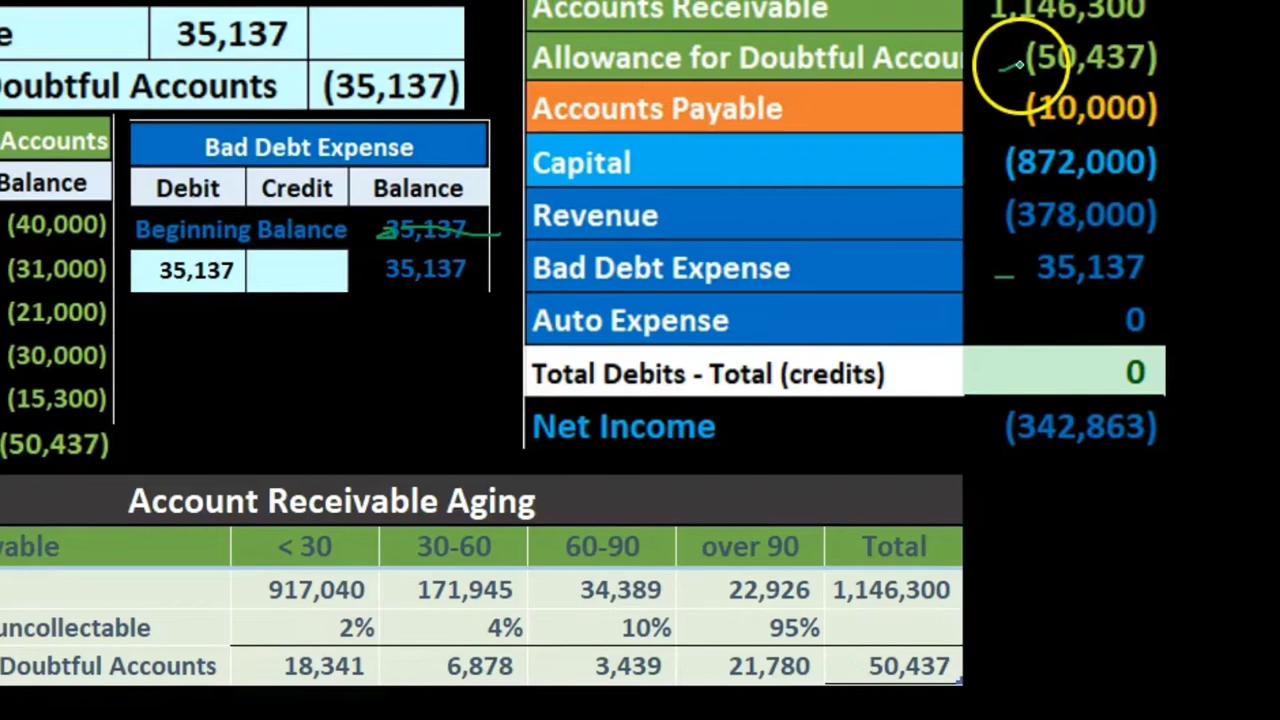 e 35,137
Doubtful Accounts (35,137)
Accounts
Balance
(40,000)
(31,000)
(21,000)
(30,000)
(15,300)
(50,437)
Bad Debt Expense
Debit Credit Balance
Beginning Balance 35,137
35,137 35,137
Accounts Receivable 1,146,300
Allowance for Doubtful Accou (50,437)
Accounts Payable (10,000)
Capital (872,000)
Revenue (378,000)
Bad Debt Expense 35,137
Auto Expense 0
Total Debits - Total (credits) 0
Net Income (342,863)
Account Receivable Aging
vable < 30 30-60 60-90 over 90 Total
917,040 171,945 34,389 22,926 1,146,300
uncollectable 2% 4% 10% 95%
Doubtful Accounts 18,341 6,878 3,439 21,780 50,437